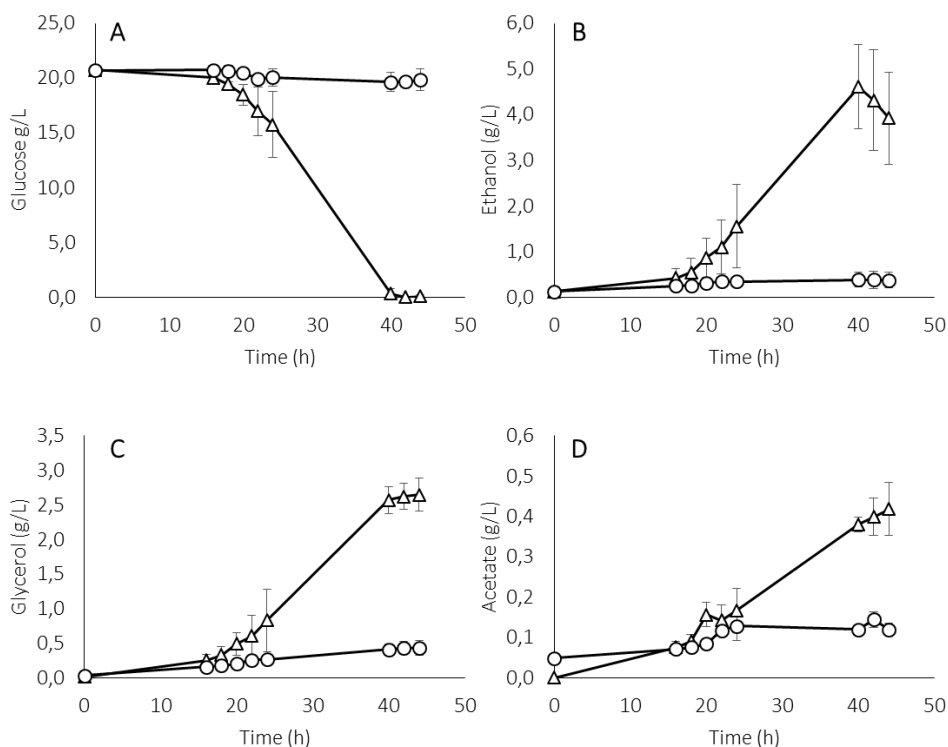 A
Glucose g/L
25,0
20,0
15,0
10,0
5,0
0,0
0 10 20 30 40 50
Time (h)
B
Ethanol (g/L)
6,0
5,0
4,0
3,0
2,0
1,0
0,0
0 10 20 30 40 50
Time (h)
C
Glycerol (g/L)
3,5
3,0
2,5
2,0
1,5
1,0
0,5
0,0
0 10 20 30 40 50
Time (h)
D
Acetate (g/L)
0,6
0,5
0,4
0,3
0,2
0,1
0,0
0 10 20 30 40 50
Time (h)